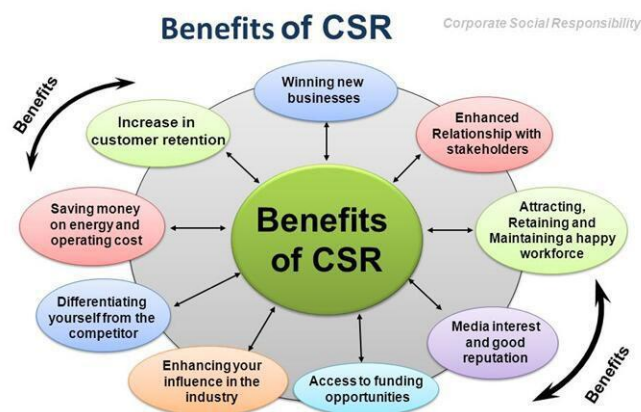 Benefits of CSR
Corporate Social Responsibility
Benefits
Winning new
businesses
Enhanced
Relationship with
stakeholders
Attracting,
Retaining and
Maintaining a happy
workforce
Media interest
and good
reputation
Access to funding
opportunities
Enhancing your
influence in the
industry
Differentiating
yourself from the
competitor
Saving money
on energy and
operating cost
Increase in
customer retention
Benefits
of CSR
Benefits